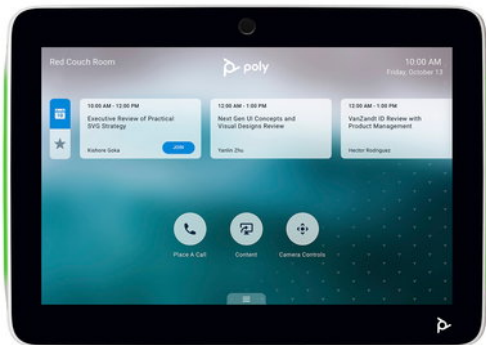 Red Couch Room
poly
10:00 AM
Friday, October 13
10:00 AM - 12:00 PM
Executive Review of Practical
SVG Strategy
Kishore Goka
JOIN
12:00 AM - 1:00 PM
Next Gen UI Concepts and
Visual Designs Review
Yanlin Zhu
12:00 AM - 1:00 PM
VanZandt ID Review with
Product Management
Hector Rodriguez
Place A Call
Content
Camera Controls